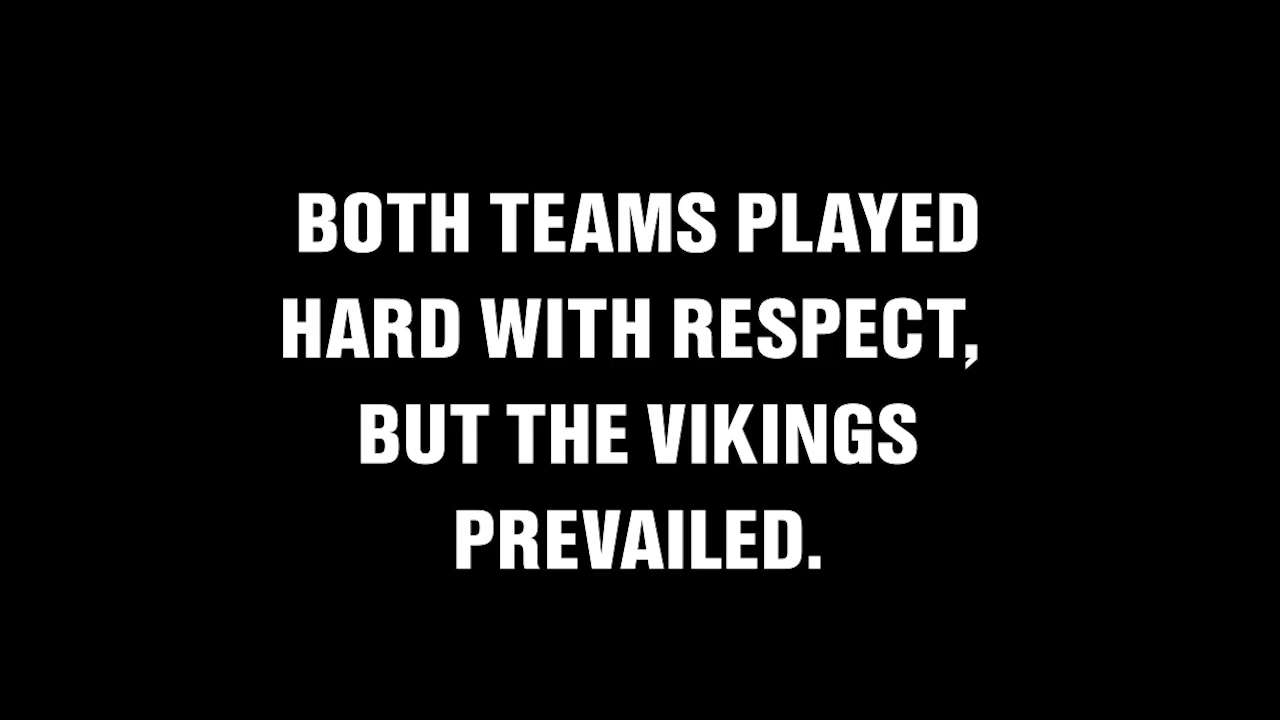 BOTH TEAMS PLAYED
HARD WITH RESPECT,
BUT THE VIKINGS
PREVAILED.